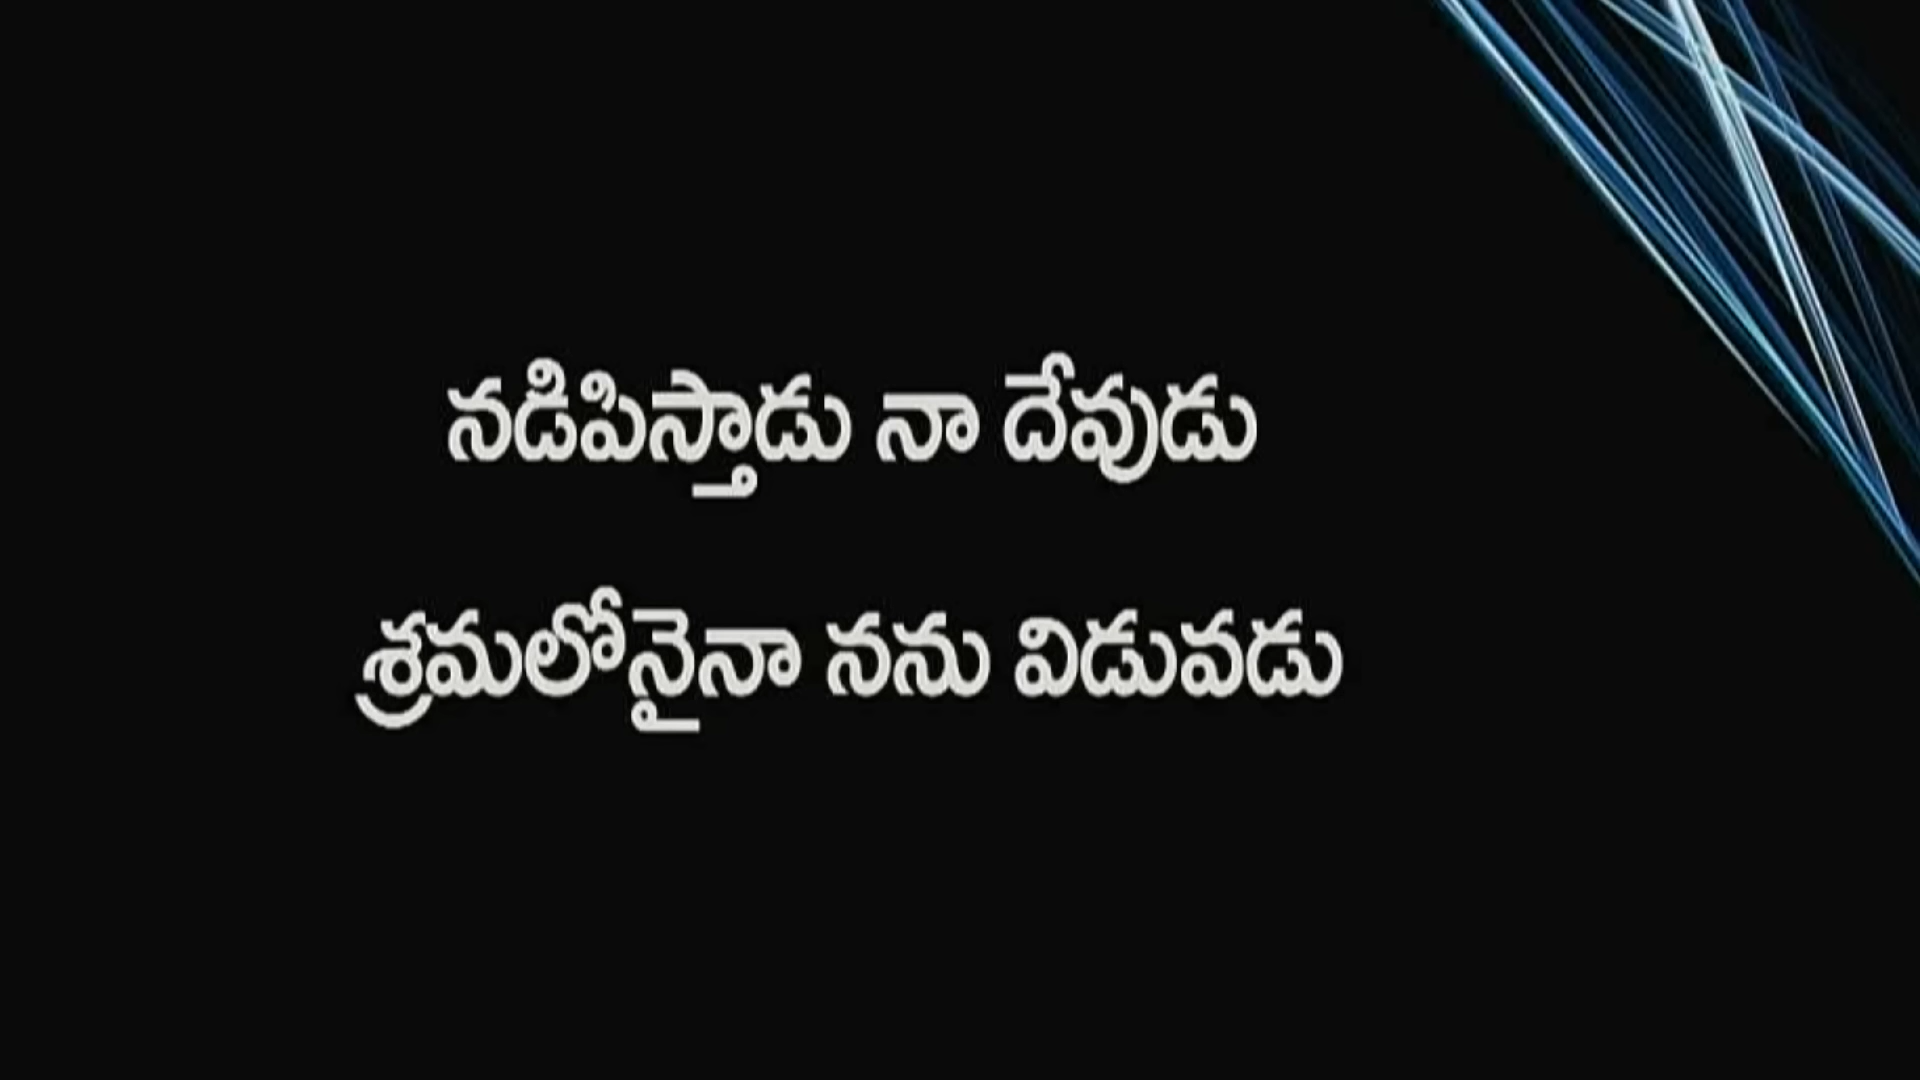 నడిపిస్తాడు నా దేవుడు
శ్రమలోనైనా నను విడువడు